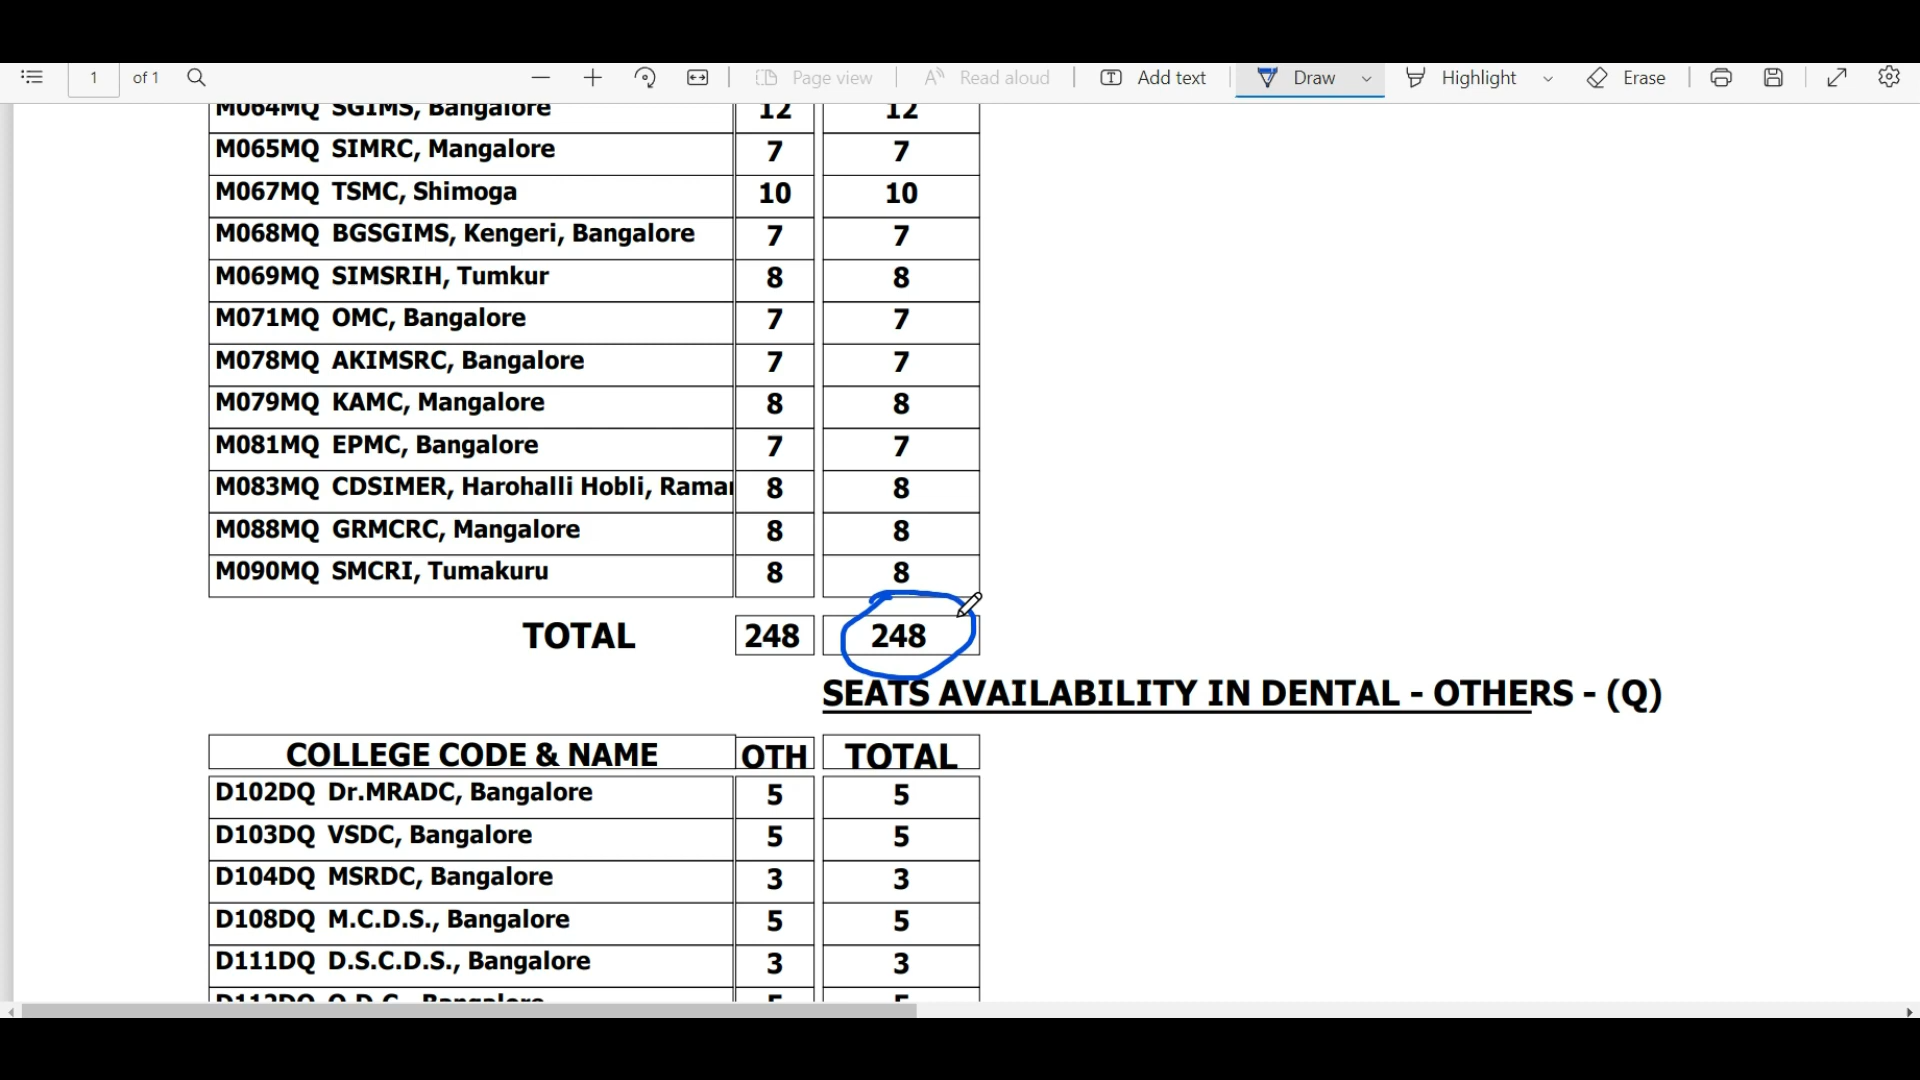 1 of 1 Page view Read aloud Add text Draw Highlight Erase
M064MQ SGIMS, Bangalore 12 12
M065MQ SIMRC, Mangalore 7 7
M067MQ TSMC, Shimoga 10 10
M068MQ BGSGIMS, Kengeri, Bangalore 7 7
M069MQ SIMSRIH, Tumkur 8 8
M071MQ OMC, Bangalore 7 7
M078MQ AKIMSRC, Bangalore 7 7
M079MQ KAMC, Mangalore 8 8
M081MQ EPMC, Bangalore 7 7
M083MQ CDSIMER, Harohalli Hobli, 8 8
M088MQ GRMCRC, Mangalore 8 8
M090MQ SMCRI, Tumakuru 8 8
TOTAL 248 248
SEATS AVAILABILITY IN DENTAL - OTHERS - (Q)
COLLEGE CODE & NAME OTH TOTAL
D102DQ Dr.MRADC, Bangalore 5 5
D103DQ VSDC, Bangalore 5 5
D104DQ MSRDC, Bangalore 3 3
D108DQ M.C.D.S., Bangalore 5 5
D111DQ D.S.C.D.S., Bangalore 3 3